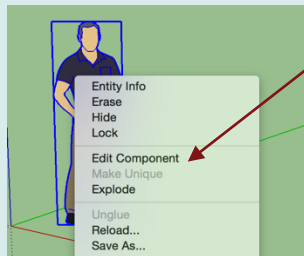 Entity Info
Erase
Hide
Lock
Edit Component
Make Unique
Explode
Unglue
Reload...
Save As...